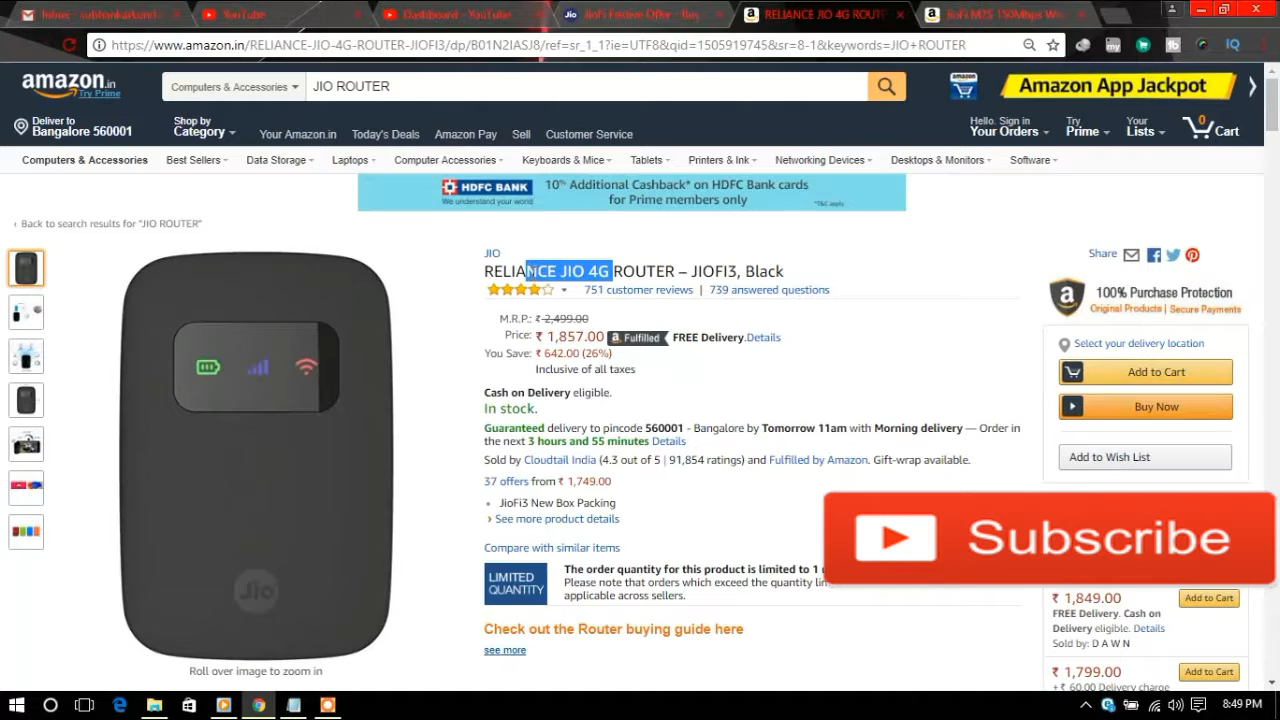 Inbox - subhonkarkundu
YouTube
Dashboard - YouTube
JioFi Festive Offer - Buy
RELIANCE JIO 4G ROUT
https://www.amazon.in/RELIANCE-JIO-4G-ROUTER-JIOFI3/dp/B01N2IASJ8/ref=sr_1_1?ie=UTF8&qid=1505919745&sr=8-1&keywords=JIO+ROUTER
my
IQ
amazon.in
Try Prime
Computers & Accessories
JIO ROUTER
amazon
Amazon App Jackpot
Deliver to
Bangalore 560001
Shop by
Category
Your Amazon.in
Today's Deals
Amazon Pay
Sell
Customer Service
Hello. Sign in
Your Orders
Try
Prime
Your
Lists
0
Cart
Computers & Accessories
Best Sellers
Data Storage
Laptops
Computer Accessories
Keyboards & Mice
Tablets
Printers & Ink
Networking Devices
Desktops & Monitors
Software
HDFC BANK
We understand your world
10% Additional Cashback* on HDFC Bank cards
for Prime members only
*T&C apply
‹ Back to search results for "JIO ROUTER"
Jio
Roll over image to zoom in
JIO
RELIANCE JIO 4G ROUTER – JIOFI3, Black
751 customer reviews | 739 answered questions
M.R.P.: ₹ 2,499.00
Price: ₹ 1,857.00 Fulfilled FREE Delivery.Details
You Save: ₹ 642.00 (26%)
Inclusive of all taxes
Cash on Delivery eligible.
In stock.
Guaranteed delivery to pincode 560001 - Bangalore by Tomorrow 11am with Morning delivery — Order in
the next 3 hours and 55 minutes Details
Sold by Cloudtail India (4.3 out of 5 | 91,854 ratings) and Fulfilled by Amazon. Gift-wrap available.
37 offers from ₹ 1,749.00
JioFi3 New Box Packing
› See more product details
Compare with similar items
LIMITED
QUANTITY
The order quantity for this product is limited to 1
Please note that orders which exceed the quantity
applicable across sellers.
Check out the Router buying guide here
see more
Share
100% Purchase Protection
Original Products | Secure Payments
Select your delivery location
Add to Cart
Buy Now
Add to Wish List
Subscribe
₹ 1,849.00
Add to Cart
FREE Delivery. Cash on
Delivery eligible. Details
Sold by: D A W N
₹ 1,799.00
Add to Cart
+ ₹ 60.00 Delivery charge
8:49 PM